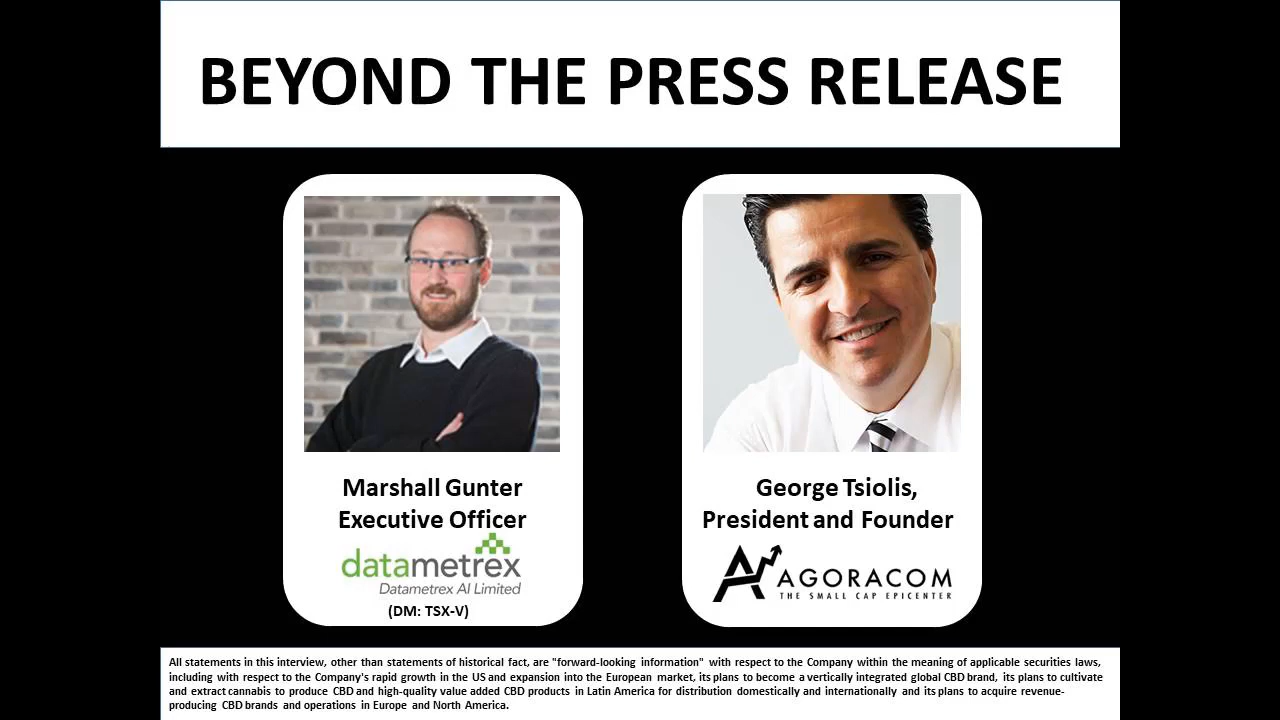 BEYOND THE PRESS RELEASE
Marshall Gunter
Executive Officer
datametrex
Datametrex AI Limited
(DM: TSX-V)
George Tsiolis,
President and Founder
AGORACOM
THE SMALL CAP EPICENTER
All statements in this interview, other than statements of historical fact, are "forward-looking information" with respect to the Company within the meaning of applicable securities laws,
including with respect to the Company's rapid growth in the US and expansion into the European market, its plans to become a vertically integrated global CBD brand, its plans to cultivate
and extract cannabis to produce CBD and high-quality value added CBD products in Latin America for distribution domestically and internationally and its plans to acquire revenue-
producing CBD brands and operations in Europe and North America.